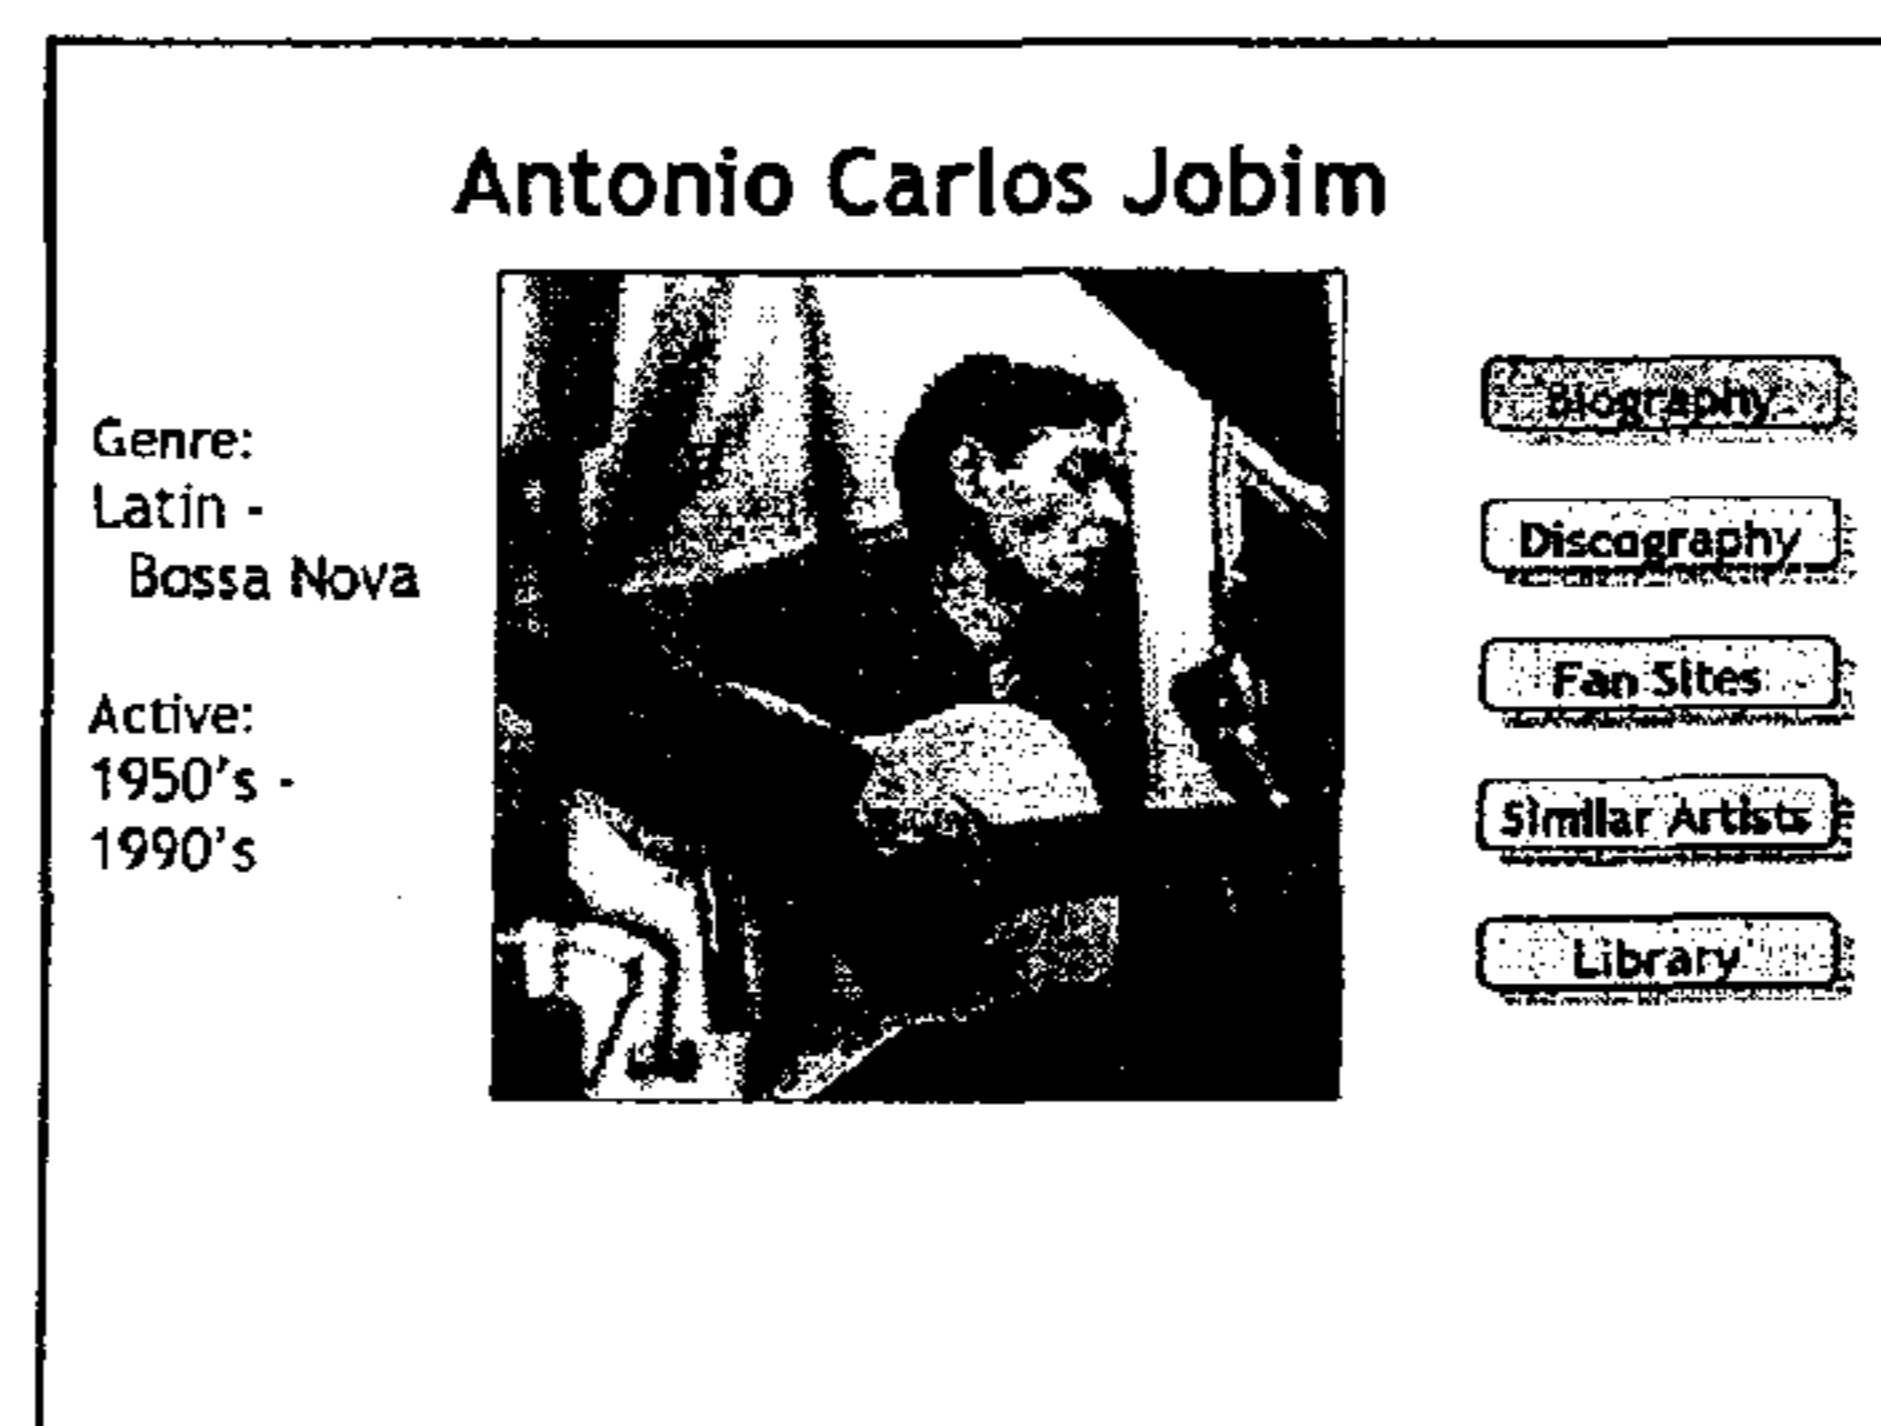 Antonio Carlos Jobim
Genre:
Latin -
Bossa Nova
Active:
1950's -
1990's
Biography
Discography
Fan Sites
Similar Artists
Library